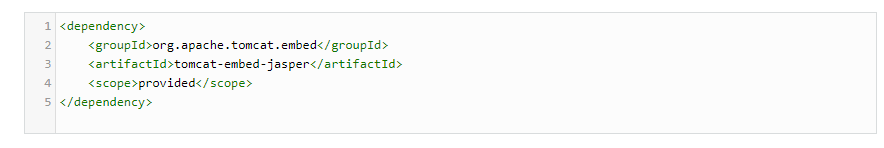 1 <dependency>
2     <groupId>org.apache.tomcat.embed</groupId>
3     <artifactId>tomcat-embed-jasper</artifactId>
4     <scope>provided</scope>
5 </dependency>